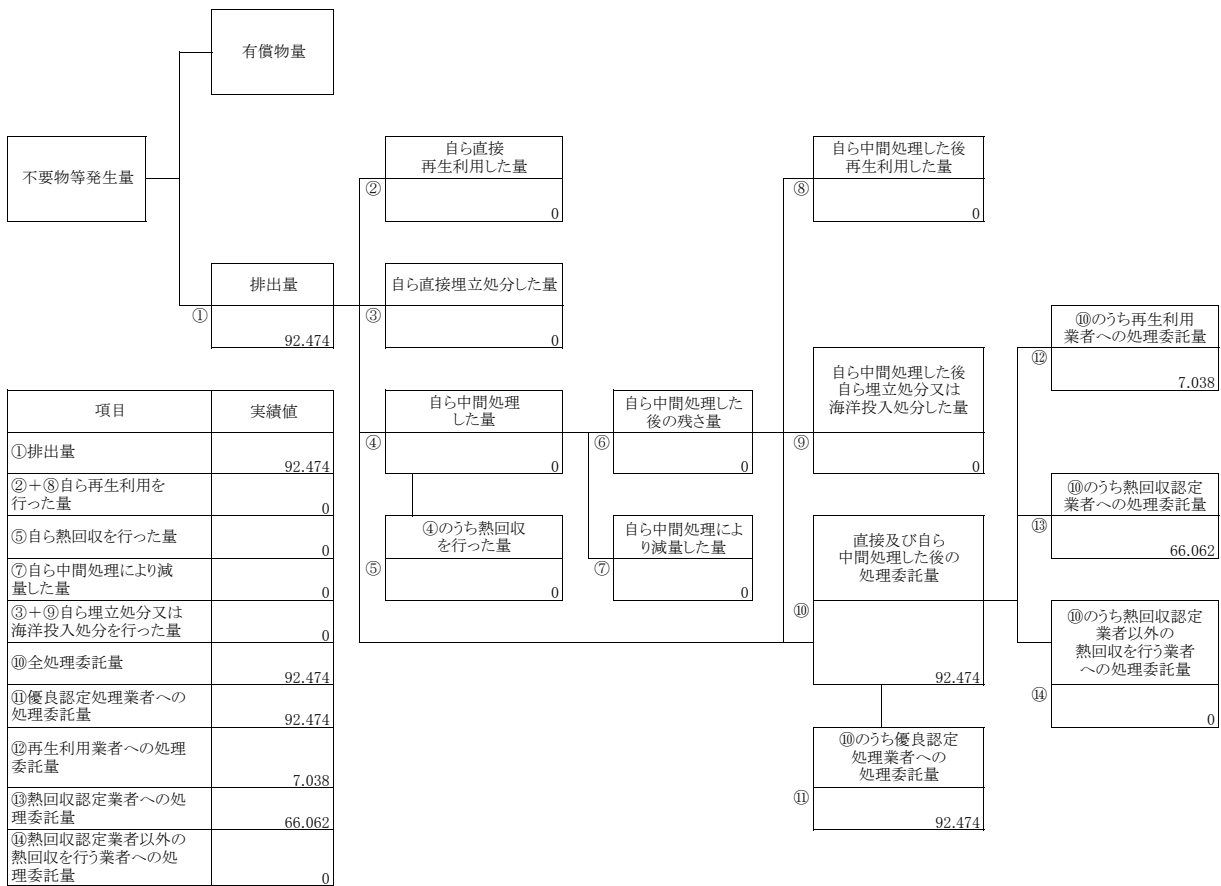 有償物量
不要物等発生量
自ら直接
再生利用した量
②
0
自ら中間処理した後
再生利用した量
⑧
0
排出量
①
92.474
自ら直接埋立処分した量
③
0
自ら中間処理
した量
④
0
自ら中間処理した
後の残さ量
⑥
0
自ら中間処理した後
自ら埋立処分又は
海洋投入処分した量
⑨
0
④のうち熱回収
を行った量
⑤
0
自ら中間処理によ
り減量した量
⑦
0
直接及び自ら
中間処理した後の
処理委託量
⑩
92.474
⑩のうち優良認定
処理業者への
処理委託量
⑪
92.474
⑩のうち再生利用
業者への処理委託量
⑫
7.038
⑩のうち熱回収認定
業者への処理委託量
⑬
66.062
⑩のうち熱回収認定
業者以外の
熱回収を行う業者
への処理委託量
⑭
0
項目 実績値
①排出量
92.474
②+⑧自ら再生利用を
行った量
0
⑤自ら熱回収を行った量
0
⑦自ら中間処理により減
量した量
0
③+⑨自ら埋立処分又は
海洋投入処分を行った量
0
⑩全処理委託量
92.474
⑪優良認定処理業者への
処理委託量
92.474
⑫再生利用業者への処理
委託量
7.038
⑬熱回収認定業者への処
理委託量
66.062
⑭熱回収認定業者以外の
熱回収を行う業者への処
理委託量
0